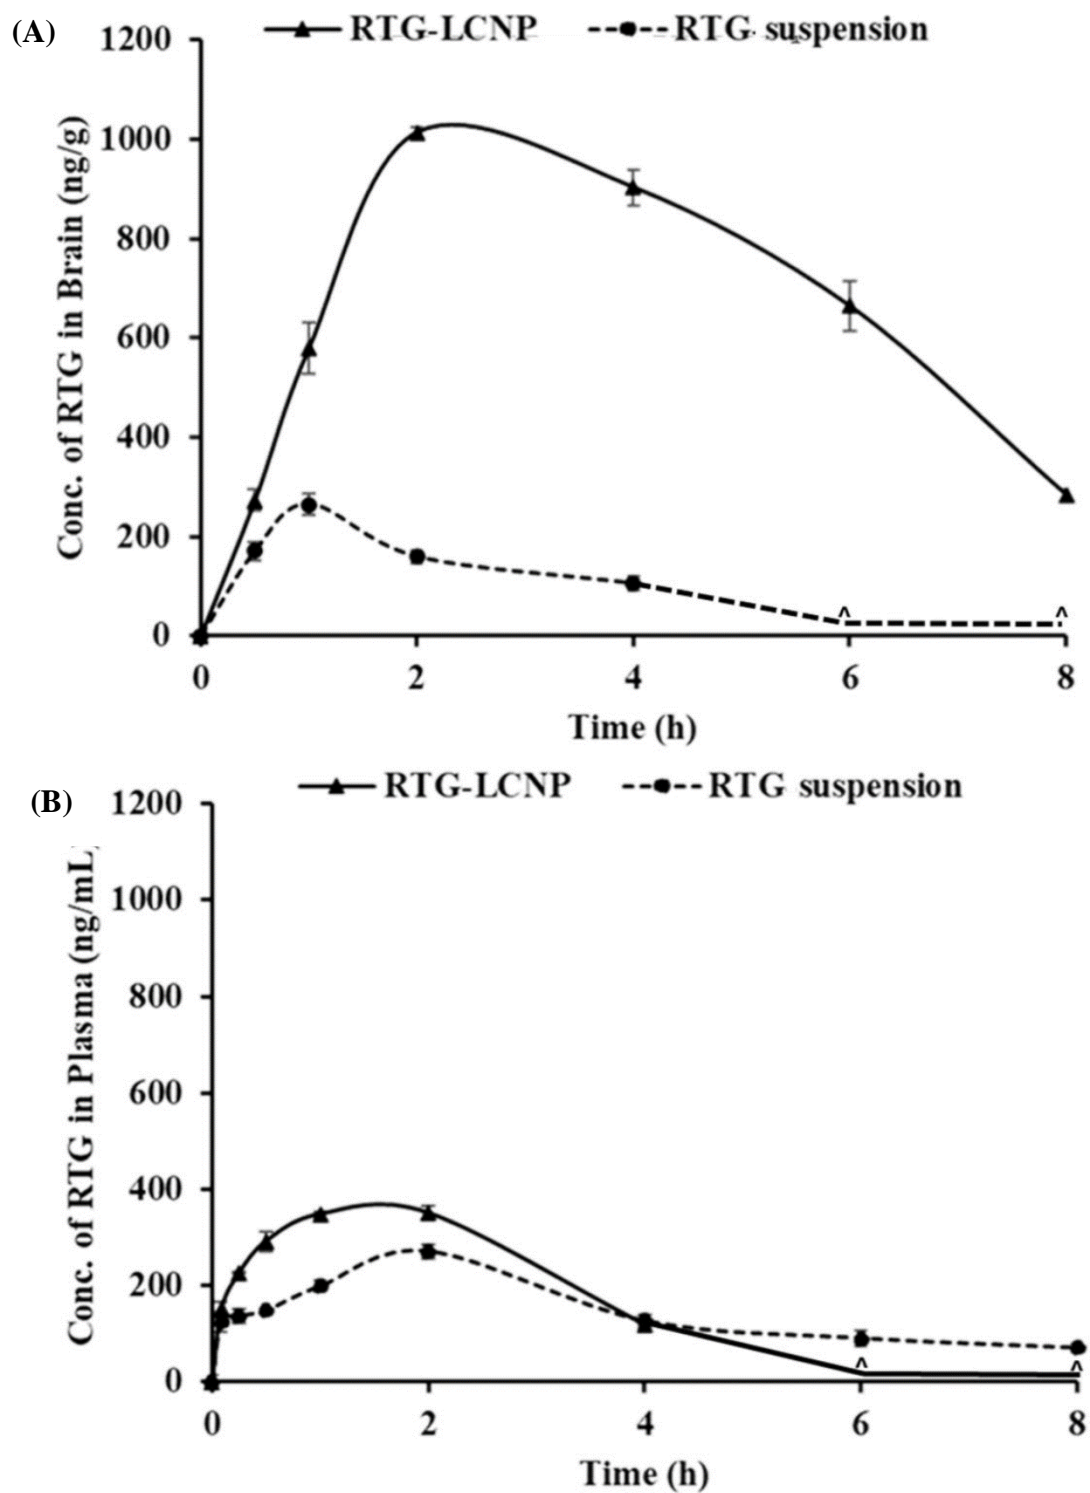 (A)
RTG-LCNP RTG suspension
1200
1000
800
600
400
200
0
Conc. of RTG in Brain (ng/g)
^ ^
0 2 4 6 8
Time (h)
(B)
RTG-LCNP RTG suspension
1200
1000
800
600
400
200
0
Conc. of RTG in Plasma (ng/mL)
^ ^
0 2 4 6 8
Time (h)